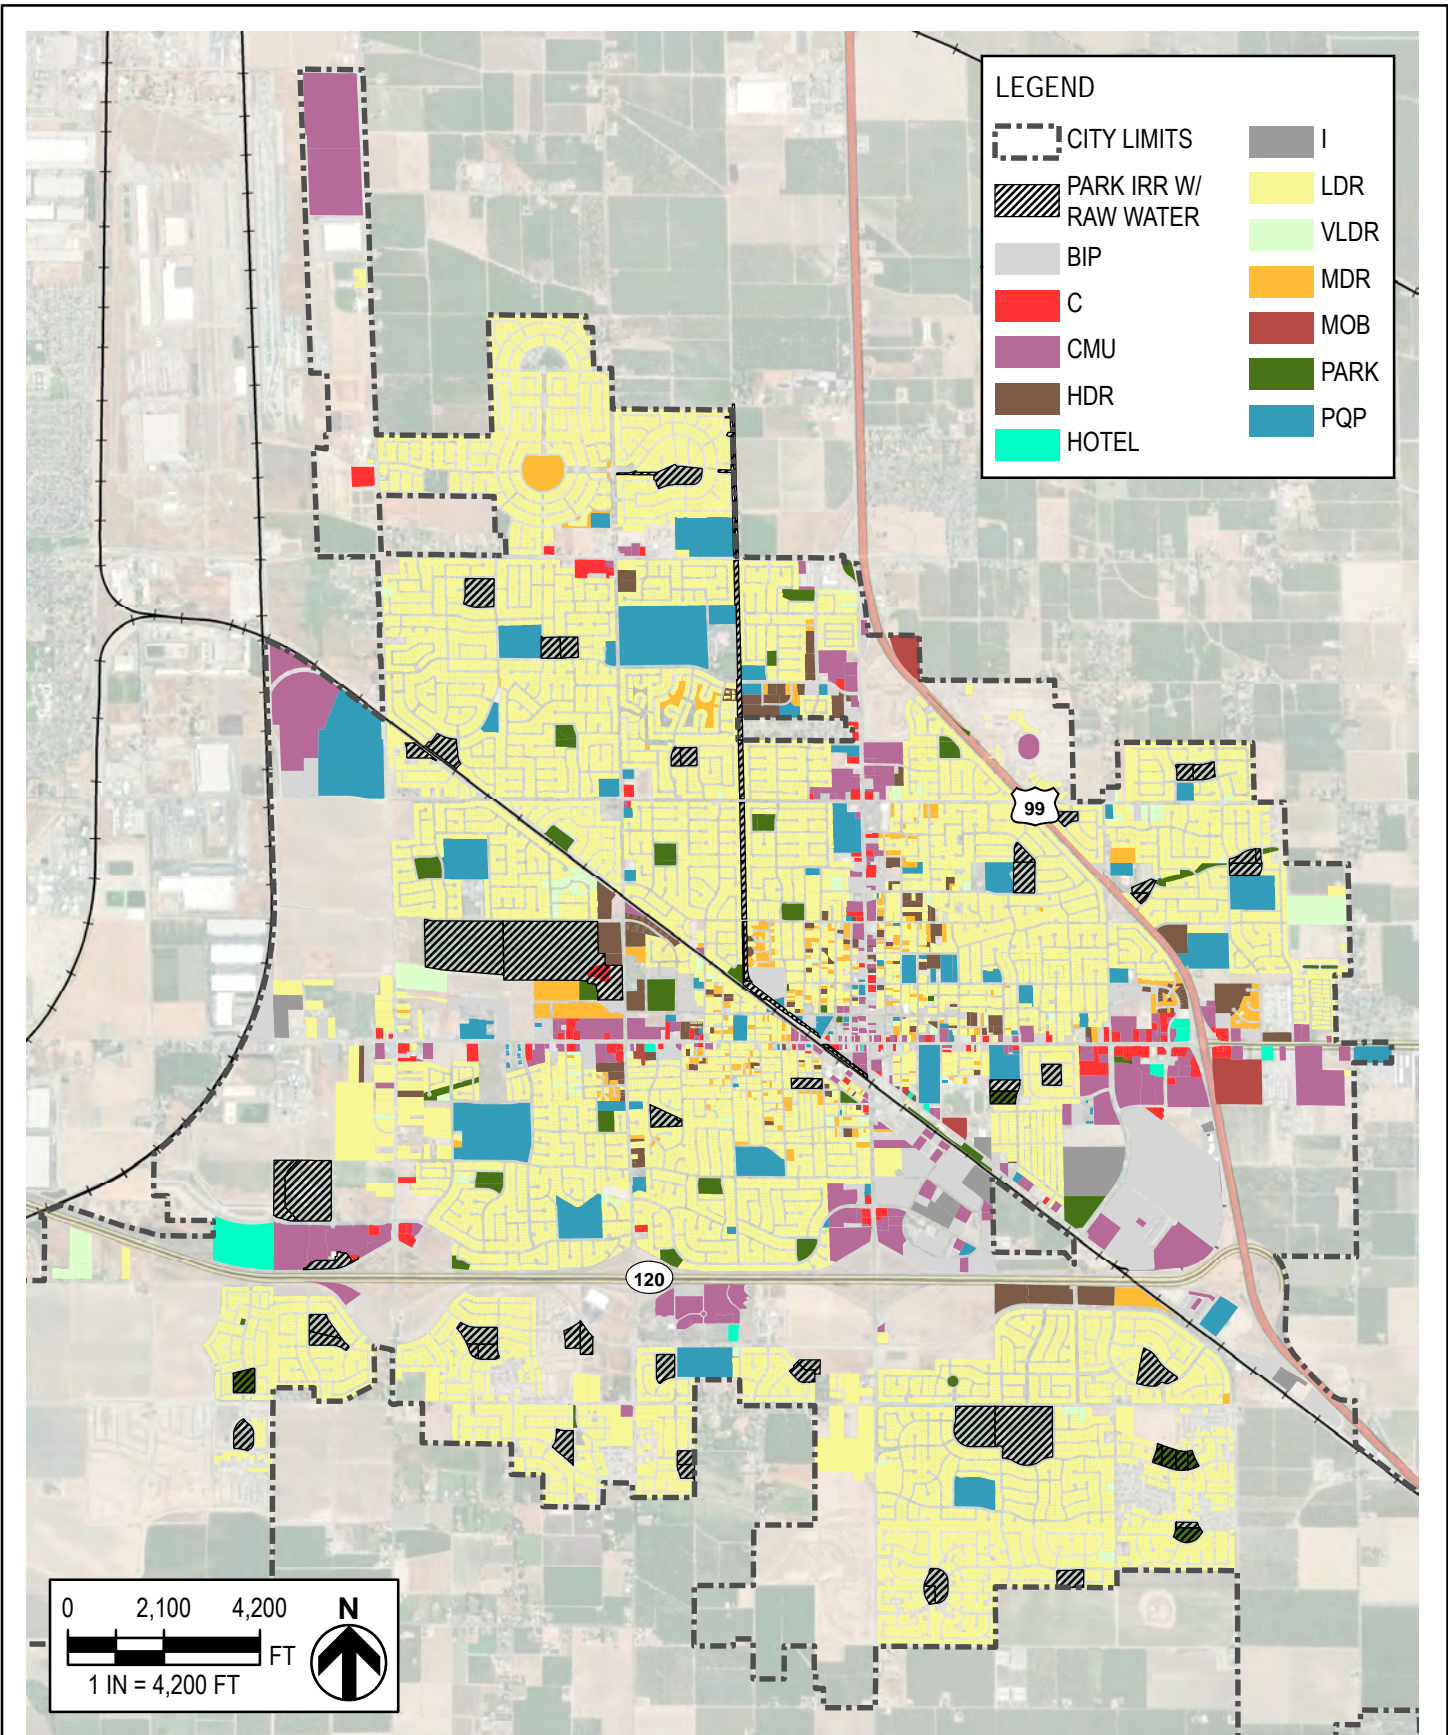 LEGEND
CITY LIMITS
PARK IRR W/
RAW WATER
BIP
C
CMU
HDR
HOTEL
I
LDR
VLDR
MDR
MOB
PARK
PQP
99
120
0 2,100 4,200
FT
1 IN = 4,200 FT
N